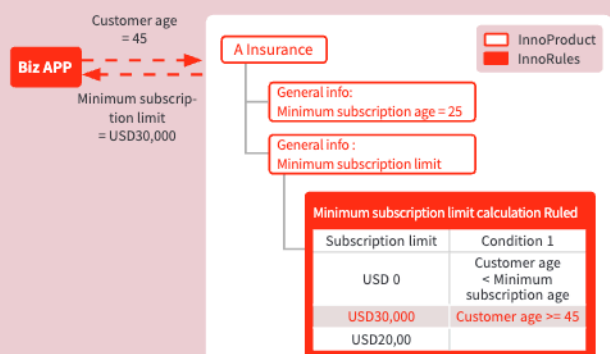 Customer age
= 45
Biz APP
Minimum subscrip-
tion limit
= USD30,000
InnoProduct
InnoRules
A Insurance
General info:
Minimum subscription age = 25
General info :
Minimum subscription limit
Minimum subscription limit calculation Ruled
Subscription limit
Condition 1
USD 0
Customer age
< Minimum
subscription age
USD30,000
Customer age >= 45
USD20,00